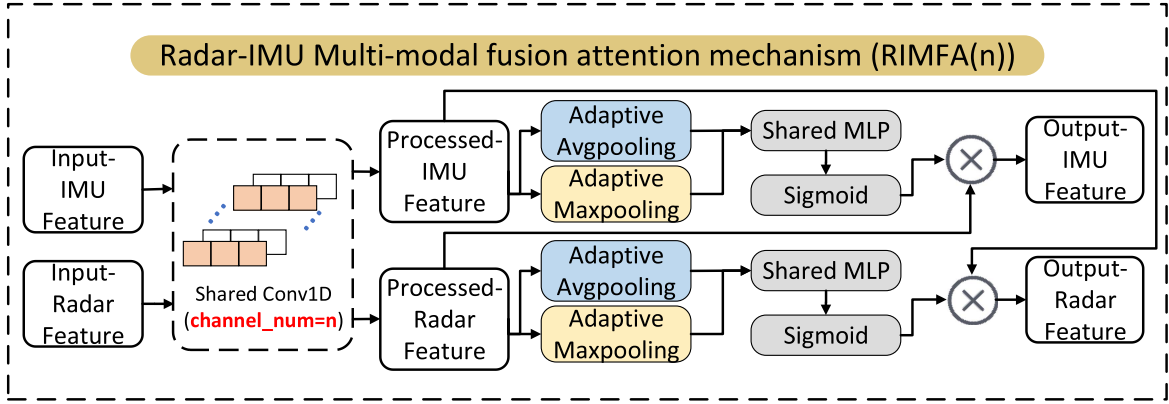 Radar-IMU Multi-modal fusion attention mechanism (RIMFA(n))
Input-
IMU
Feature
Input-
Radar
Feature
Shared Conv1D
(channel_num=n)
Processed-
IMU
Feature
Adaptive
Avgpooling
Adaptive
Maxpooling
Shared MLP
Sigmoid
Output-
IMU
Feature
Processed-
Radar
Feature
Adaptive
Avgpooling
Adaptive
Maxpooling
Shared MLP
Sigmoid
Output-
Radar
Feature